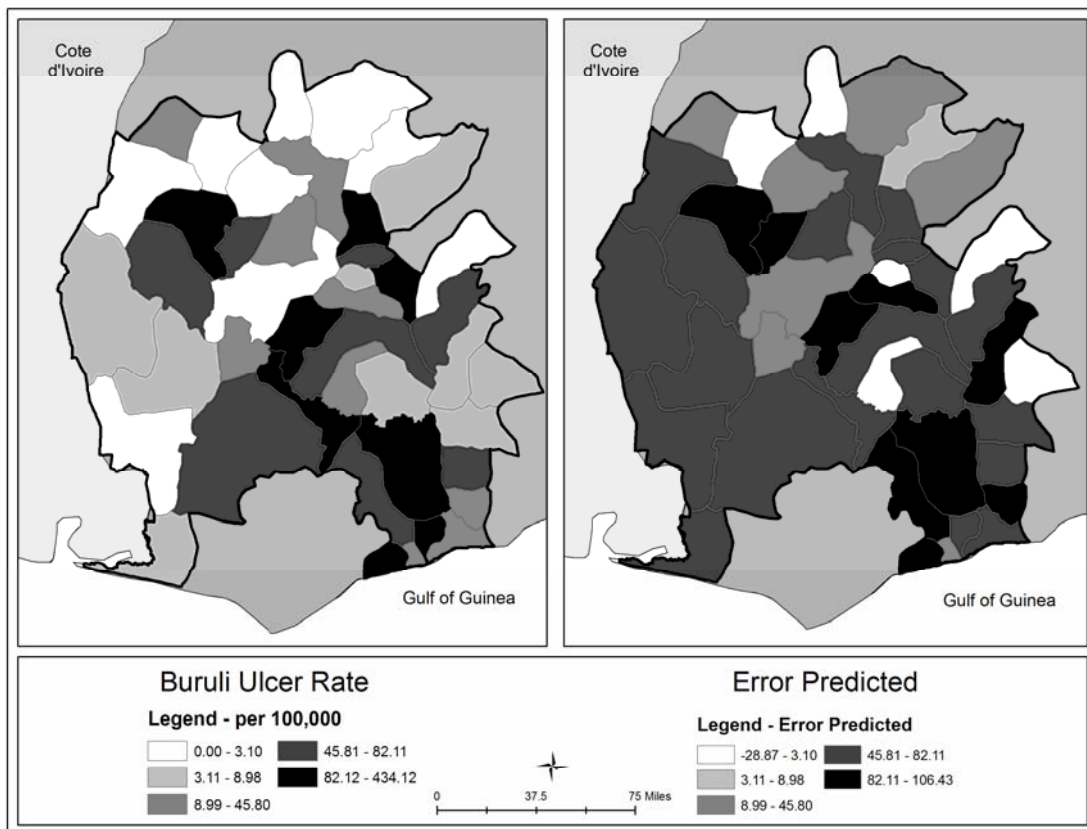 Cote
d'Ivoire
Gulf of Guinea
Cote
d'Ivoire
Gulf of Guinea
Buruli Ulcer Rate
Legend - per 100,000
0.00 - 3.10
45.81 - 82.11
3.11 - 8.98
82.12 - 434.12
8.99 - 45.80
0
37.5
75 Miles
Error Predicted
Legend - Error Predicted
-28.87 - 3.10
45.81 - 82.11
3.11 - 8.98
82.11 - 106.43
8.99 - 45.80